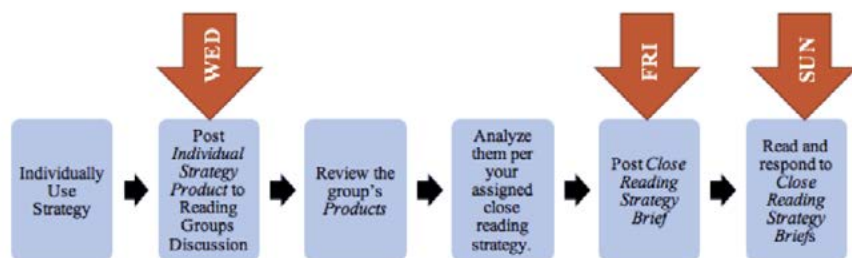 WED
FRI
SUN
Individually
Use
Strategy
Post
Individual
Strategy
Product to
Reading
Groups
Discussion
Review the
group's
Products
Analyze
them per
your
assigned
close
reading
strategy.
Post Close
Reading
Strategy
Brief
Read and
respond to
Close
Reading
Strategy
Briefs